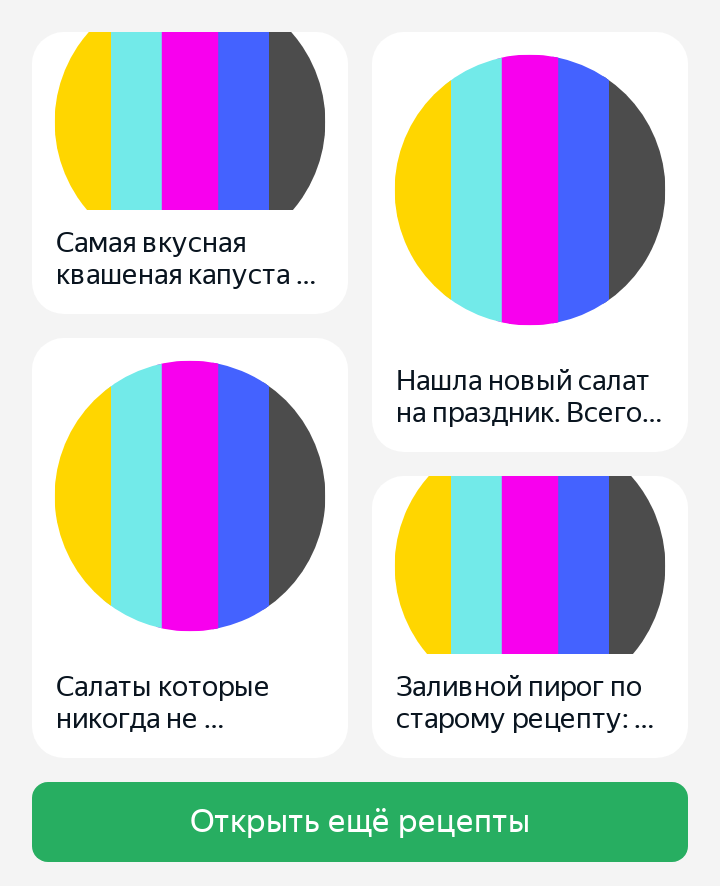 Самая вкусная
квашеная капуста ...
Нашла новый салат
на праздник. Всего...
Салаты которые
никогда не ...
Заливной пирог по
старому рецепту: ...
Открыть ещё рецепты